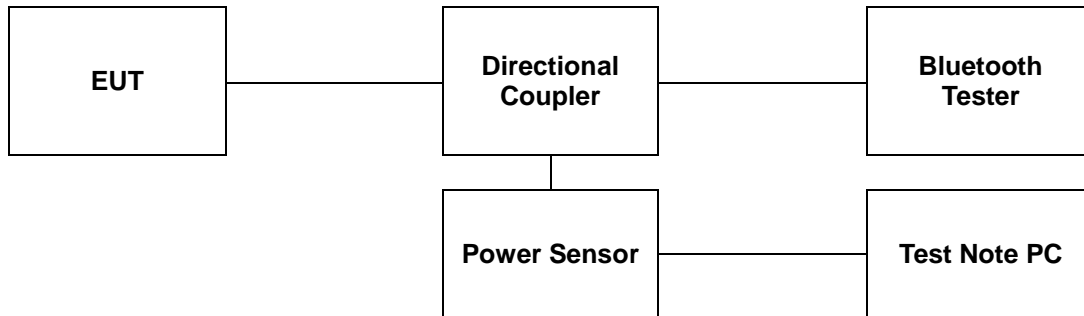 EUT
Directional
Coupler
Bluetooth
Tester
Power Sensor
Test Note PC